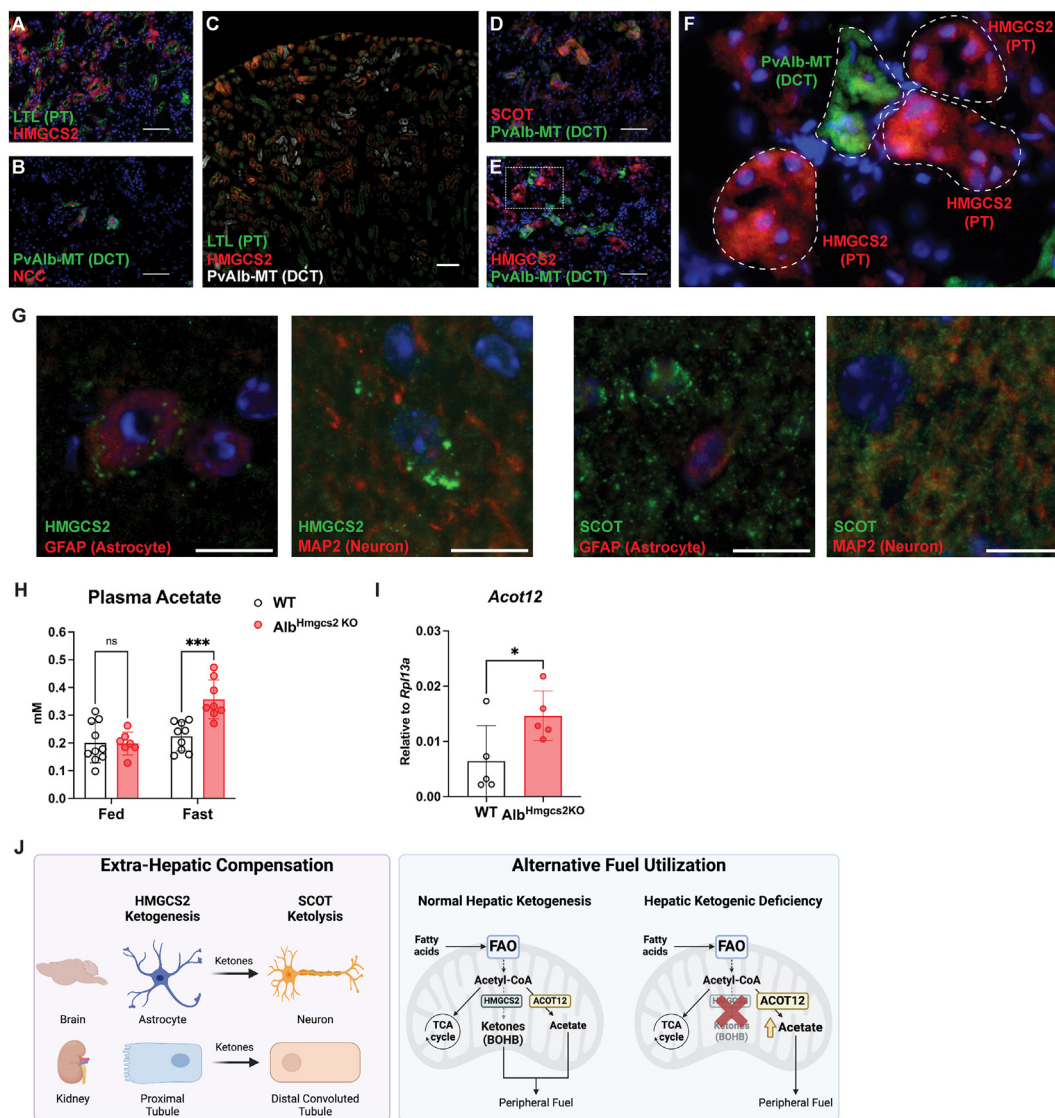 A
LTL (PT)
HMGCS2
B
PvAlb-MT (DCT)
NCC
C
LTL (PT)
HMGCS2
PvAlb-MT (DCT)
D
SCOT
PvAlb-MT (DCT)
E
HMGCS2
PvAlb-MT (DCT)
F
HMGCS2
(PT)
PvAlb-MT
(DCT)
HMGCS2
(PT)
HMGCS2
(PT)
G
HMGCS2
GFAP (Astrocyte)
HMGCS2
MAP2 (Neuron)
SCOT
GFAP (Astrocyte)
SCOT
MAP2 (Neuron)
H
Plasma Acetate
WT
Alb^Hmgcs2 KO
ns
***
mM
0.6
0.5
0.4
0.3
0.2
0.1
0.0
Fed
Fast
I
Acot12
*
Relative to Rpl13a
0.03
0.02
0.01
0.00
WT
Alb^Hmgcs2KO
J
Extra-Hepatic Compensation
HMGCS2
Ketogenesis
SCOT
Ketolysis
Ketones
Brain
Astrocyte
Neuron
Ketones
Kidney
Proximal
Tubule
Distal Convoluted
Tubule
Alternative Fuel Utilization
Normal Hepatic Ketogenesis
Fatty
acids
FAO
Acetyl-CoA
HMGCS2
ACOT12
TCA
cycle
Ketones
(BOHB)
Acetate
Peripheral Fuel
Hepatic Ketogenic Deficiency
Fatty
acids
FAO
Acetyl-CoA
HMGCS2
ACOT12
TCA
cycle
Ketones
(BOHB)
Acetate
Peripheral Fuel